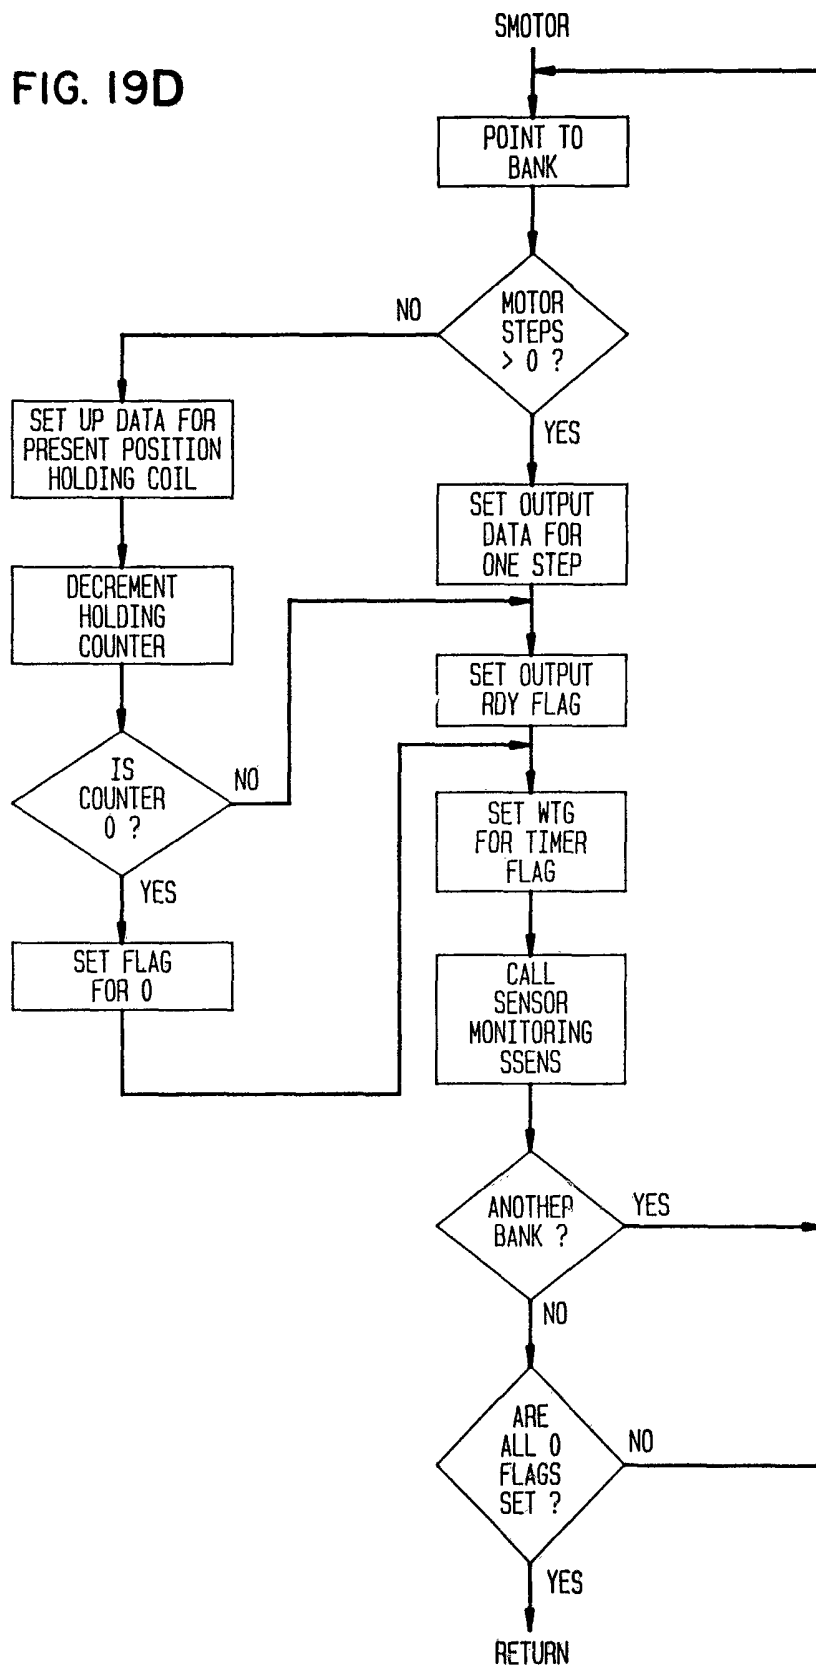 SMOTOR
FIG. 19D
POINT TO
BANK
MOTOR
STEPS
> 0 ?
NO
YES
SET UP DATA FOR
PRESENT POSITION
HOLDING COIL
SET OUTPUT
DATA FOR
ONE STEP
DECREMENT
HOLDING
COUNTER
SET OUTPUT
RDY FLAG
IS
COUNTER
0 ?
NO
YES
SET WTG
FOR TIMER
FLAG
SET FLAG
FOR 0
CALL
SENSOR
MONITORING
SSENS
ANOTHER
BANK ?
YES
NO
ARE
ALL 0
FLAGS
SET ?
NO
YES
RETURN